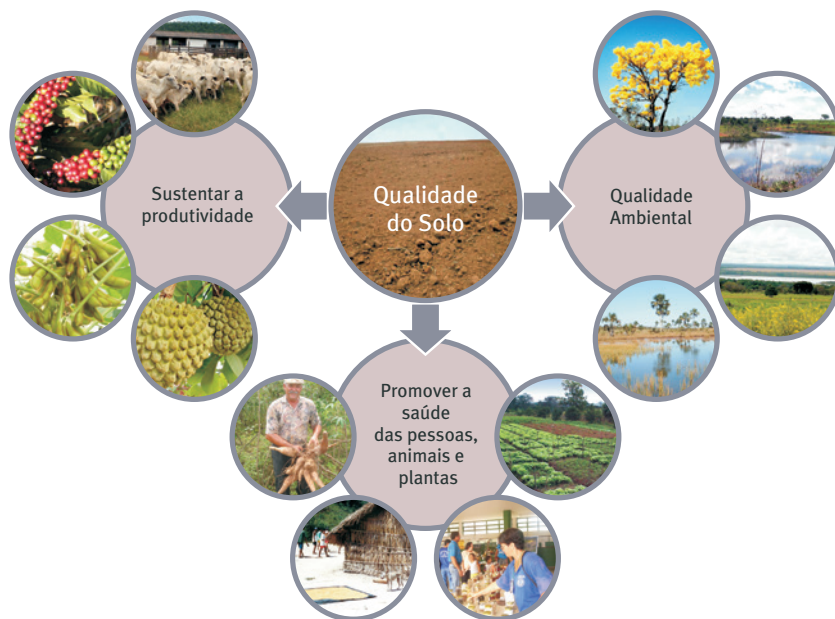 Sustentar a
produtividade
Qualidade
do Solo
Qualidade
Ambiental
Promover a
saúde
das pessoas,
animais e
plantas